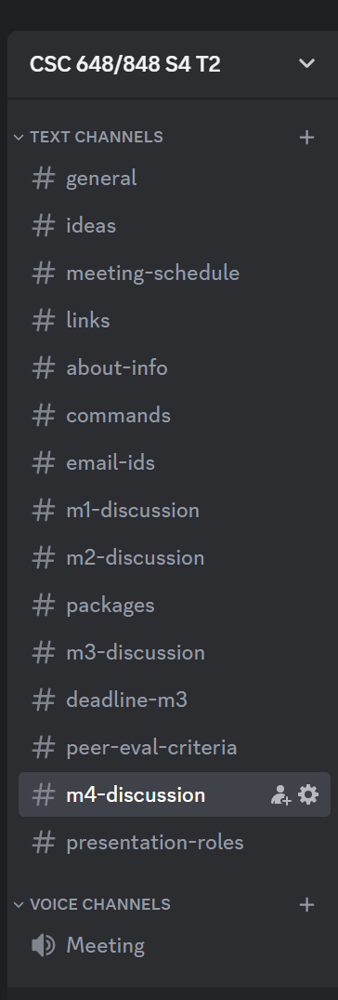 CSC 648/848 S4 T2
TEXT CHANNELS
general
ideas
meeting-schedule
links
about-info
commands
email-ids
m1-discussion
m2-discussion
packages
m3-discussion
deadline-m3
peer-eval-criteria
m4-discussion
presentation-roles
VOICE CHANNELS
Meeting